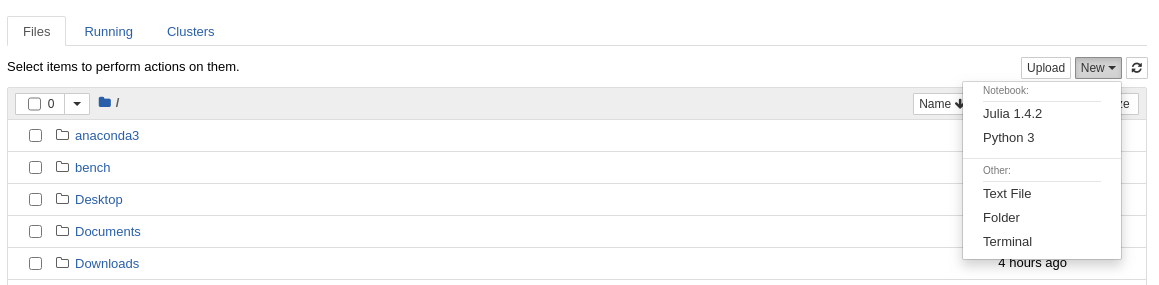 Files Running Clusters
Select items to perform actions on them.
Upload New
Notebook:
Julia 1.4.2
Python 3
Other:
Text File
Folder
Terminal
0 / Name
anaconda3
bench
Desktop
Documents
Downloads 4 hours ago